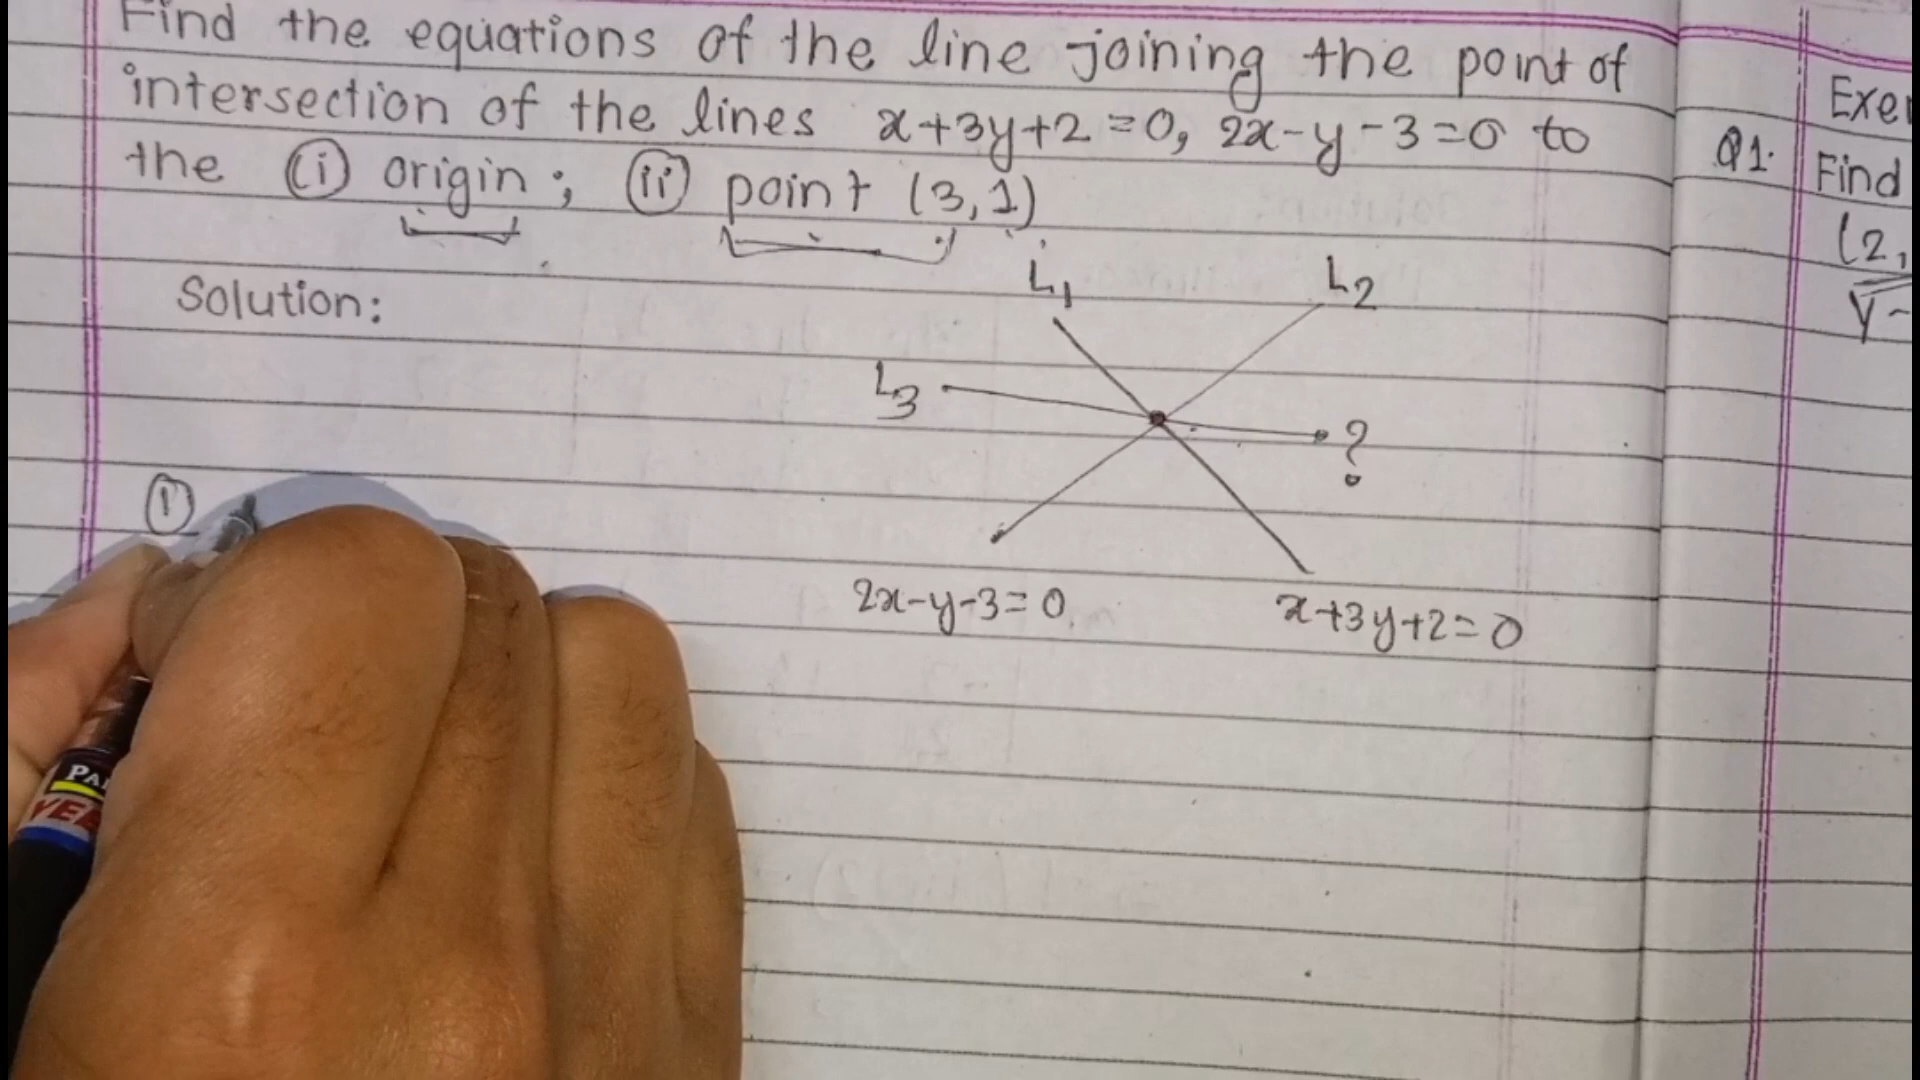 Find the equations of the line joining the point of
intersection of the lines x+3y+2=0, 2x-y-3=0 to
the (i) origin; (ii) point (3,1)
Solution:
L1
L2
L3
?
(i)
2x-y-3=0
x+3y+2=0
Q1.
Find
(2,
y-